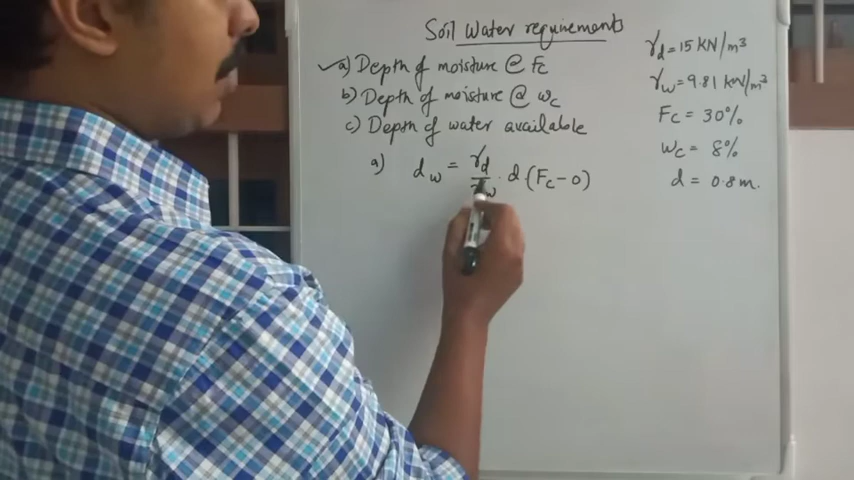 Soil Water requirements
a) Depth of moisture @ Fc
b) Depth of moisture @ wc
c) Depth of water available
a) dw = γd/γw . d (Fc - 0)
γd = 15 KN/m³
γw = 9.81 KN/m³
Fc = 30%
wc = 8%
d = 0.8 m.